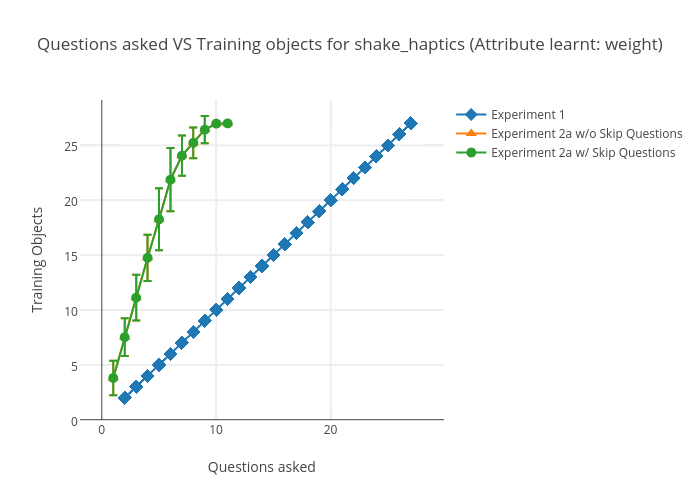 Questions asked VS Training objects for shake_haptics (Attribute learnt: weight)
Experiment 1
Experiment 2a w/o Skip Questions
Experiment 2a w/ Skip Questions
Training Objects
25
20
15
10
5
0
0
10
20
Questions asked